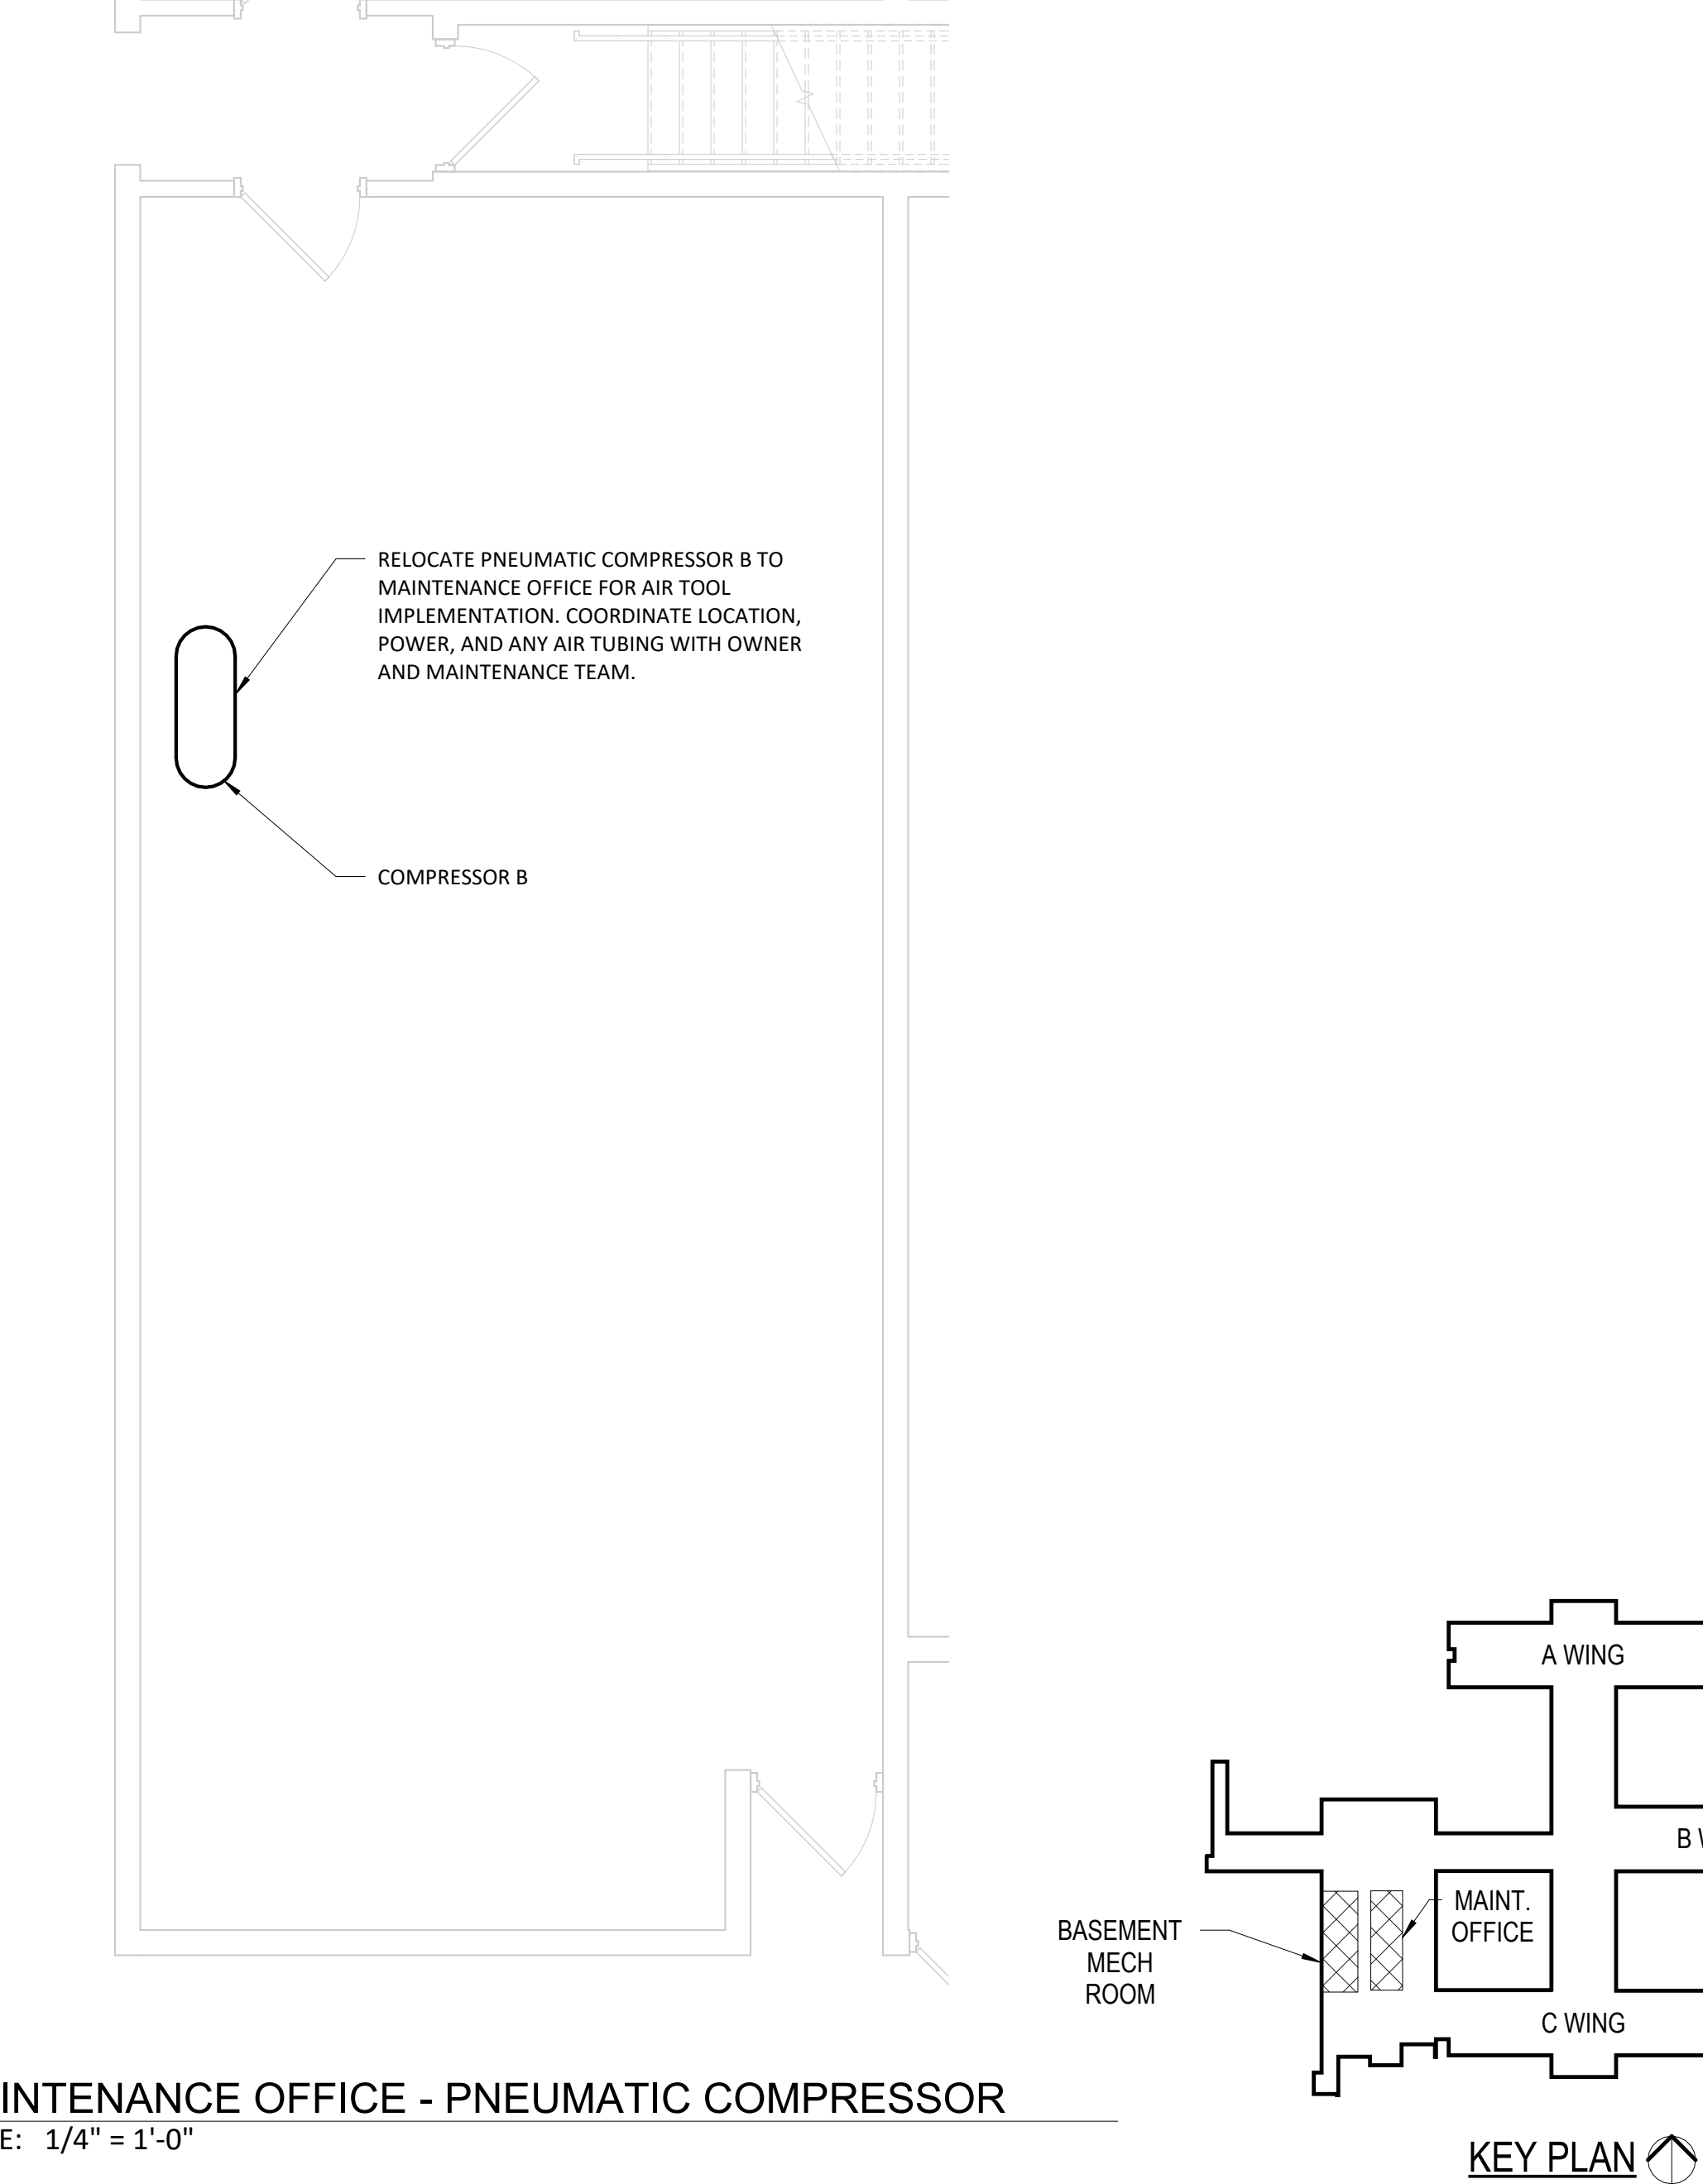 RELOCATE PNEUMATIC COMPRESSOR B TO
MAINTENANCE OFFICE FOR AIR TOOL
IMPLEMENTATION. COORDINATE LOCATION,
POWER, AND ANY AIR TUBING WITH OWNER
AND MAINTENANCE TEAM.
COMPRESSOR B
A WING
B
MAINT.
OFFICE
BASEMENT
MECH
ROOM
C WING
INTENANCE OFFICE - PNEUMATIC COMPRESSOR
E: 1/4" = 1'-0"
KEY PLAN